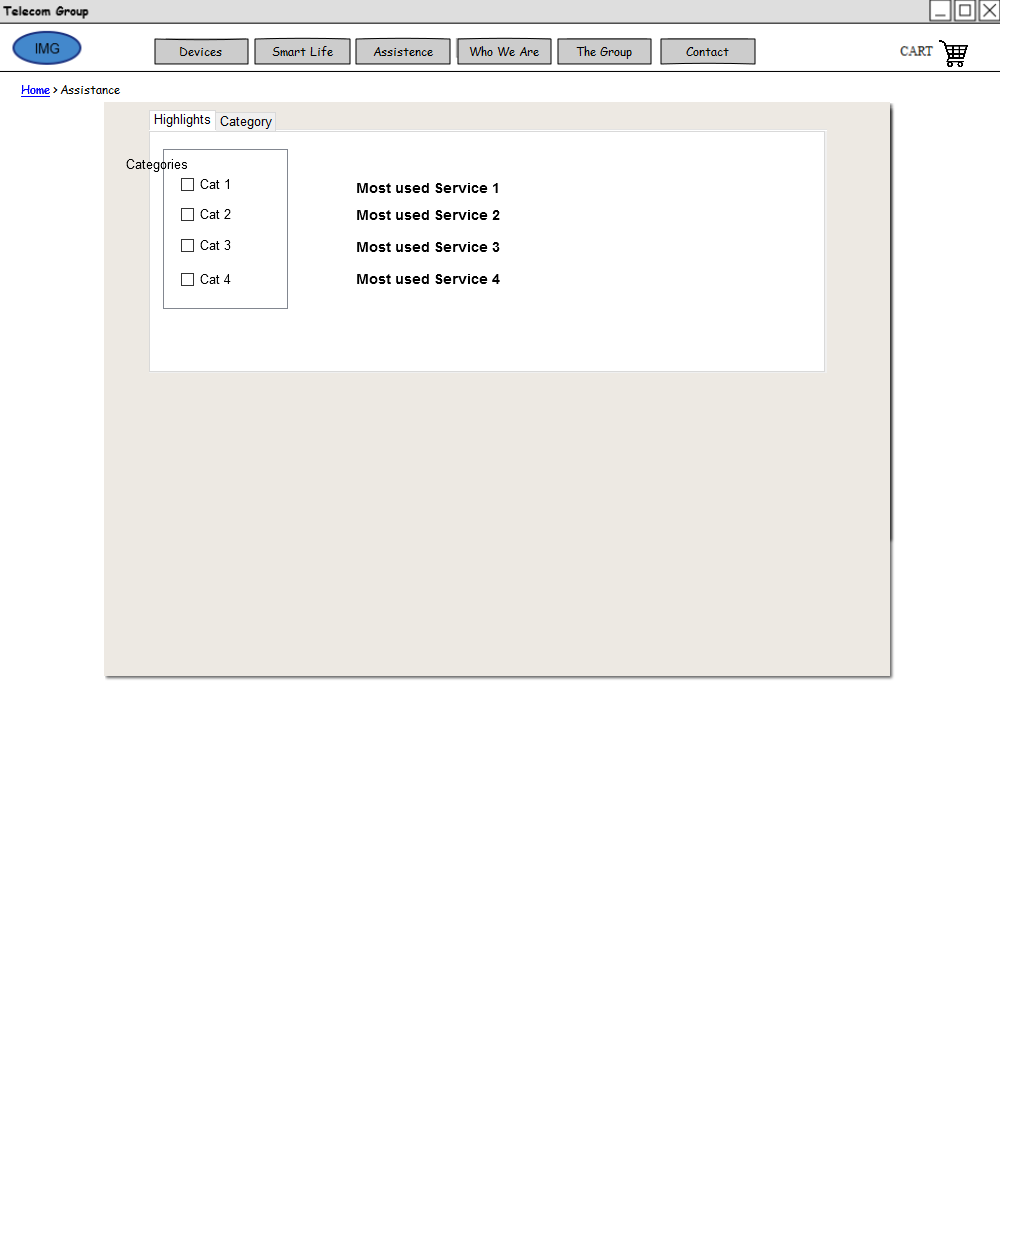 Telecom Group
IMG
Devices
Smart Life
Assistence
Who We Are
The Group
Contact
CART
Home > Assistance
Highlights
Category
Categories
Cat 1
Cat 2
Cat 3
Cat 4
Most used Service 1
Most used Service 2
Most used Service 3
Most used Service 4